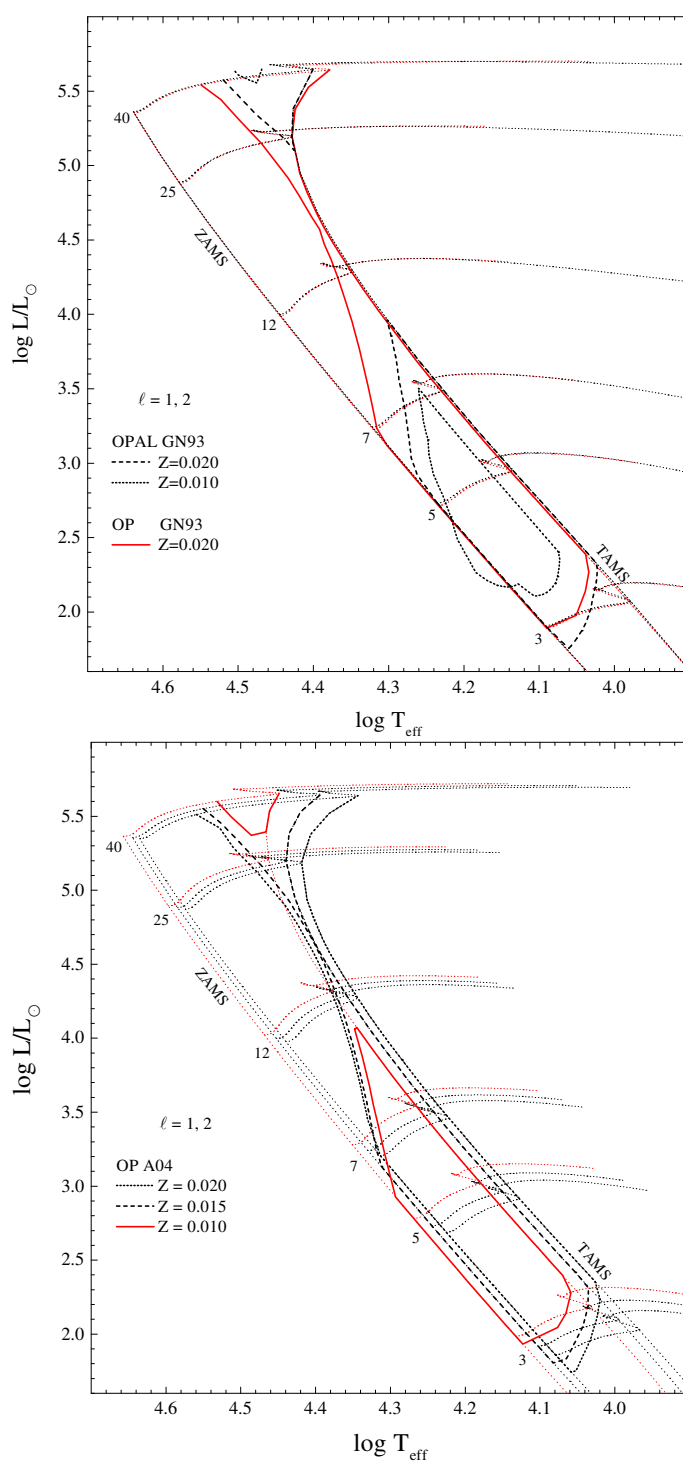 5.5
5.0
4.5
4.0
3.5
3.0
2.5
2.0
log L/L☉
40
25
ZAMS
12
7
5
3
TAMS
ℓ = 1, 2
OPAL GN93
Z=0.020
Z=0.010
OP GN93
Z=0.020
4.6 4.5 4.4 4.3 4.2 4.1 4.0
log T_eff
5.5
5.0
4.5
4.0
3.5
3.0
2.5
2.0
log L/L☉
40
25
ZAMS
12
7
5
3
TAMS
ℓ = 1, 2
OP A04
Z = 0.020
Z = 0.015
Z = 0.010
4.6 4.5 4.4 4.3 4.2 4.1 4.0
log T_eff